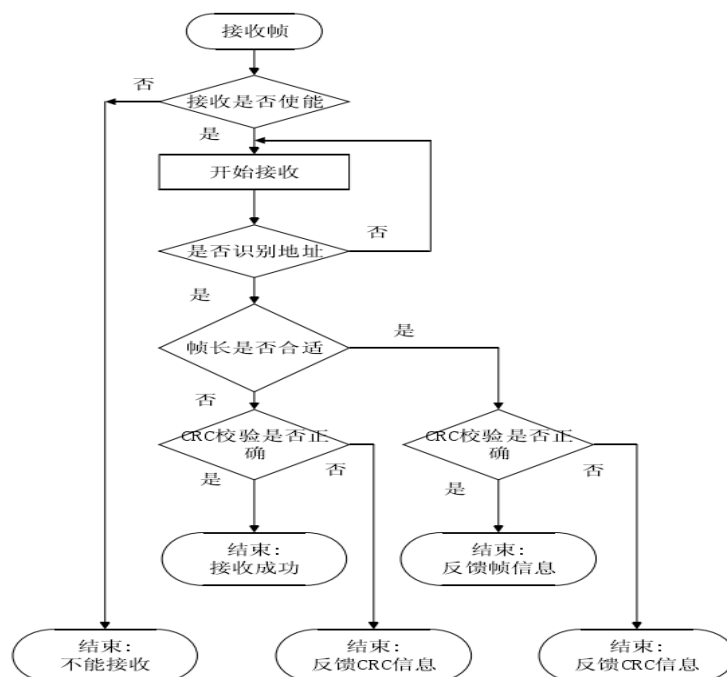 接收帧
否
接收是否使能
是
开始接收
是否识别地址
否
是
帧长是否合适
是
否
CRC校验是否正
确
CRC校验是否正
确
是
否
是
否
结束:
接收成功
结束:
反馈帧信息
结束:
不能接收
结束:
反馈CRC信息
结束:
反馈CRC信息